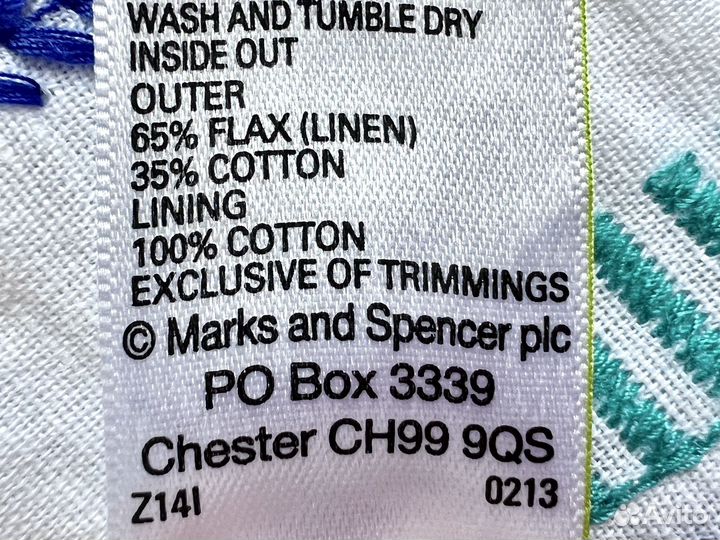 WASH AND TUMBLE DRY
INSIDE OUT
OUTER
65% FLAX (LINEN)
35% COTTON
LINING
100% COTTON
EXCLUSIVE OF TRIMMINGS
© Marks and Spencer plc
PO Box 3339
Chester CH99 9QS
Z14I 0213
Avito